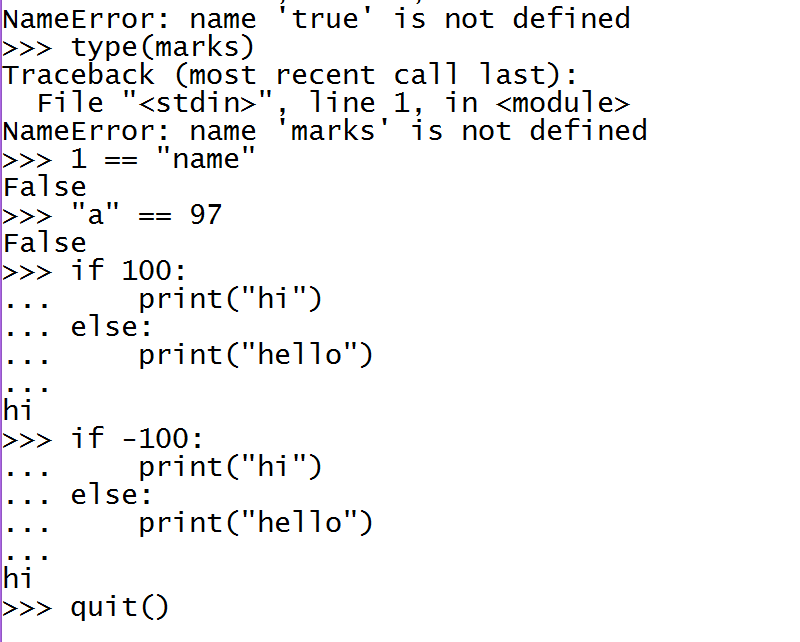 NameError: name 'true' is not defined
>>> type(marks)
Traceback (most recent call last):
  File "<stdin>", line 1, in <module>
NameError: name 'marks' is not defined
>>> 1 == "name"
False
>>> "a" == 97
False
>>> if 100:
...     print("hi")
... else:
...     print("hello")
...
hi
>>> if -100:
...     print("hi")
... else:
...     print("hello")
...
hi
>>> quit()